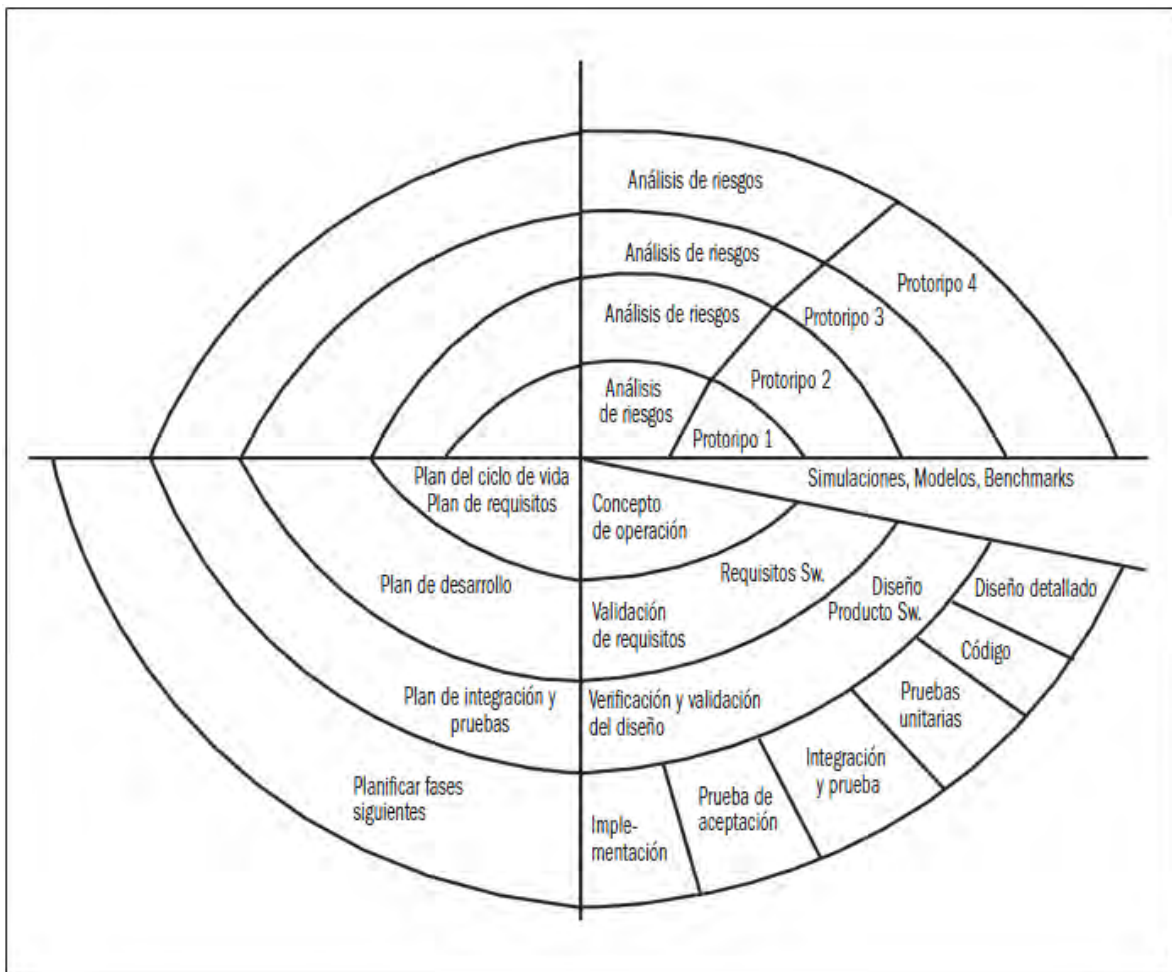 Análisis de riesgos
Análisis de riesgos
Protoripo 4
Análisis de riesgos
Protoripo 3
Análisis
de riesgos
Protoripo 2
Protoripo 1
Plan del ciclo de vida
Plan de requisitos
Concepto
de operación
Simulaciones, Modelos, Benchmarks
Plan de desarrollo
Validación
de requisitos
Requisitos Sw.
Diseño
Producto Sw.
Diseño detallado
Código
Pruebas
unitarias
Plan de integración y
pruebas
Verificación y validación
del diseño
Integración
y prueba
Planificar fases
siguientes
Imple-
mentación
Prueba de
aceptación